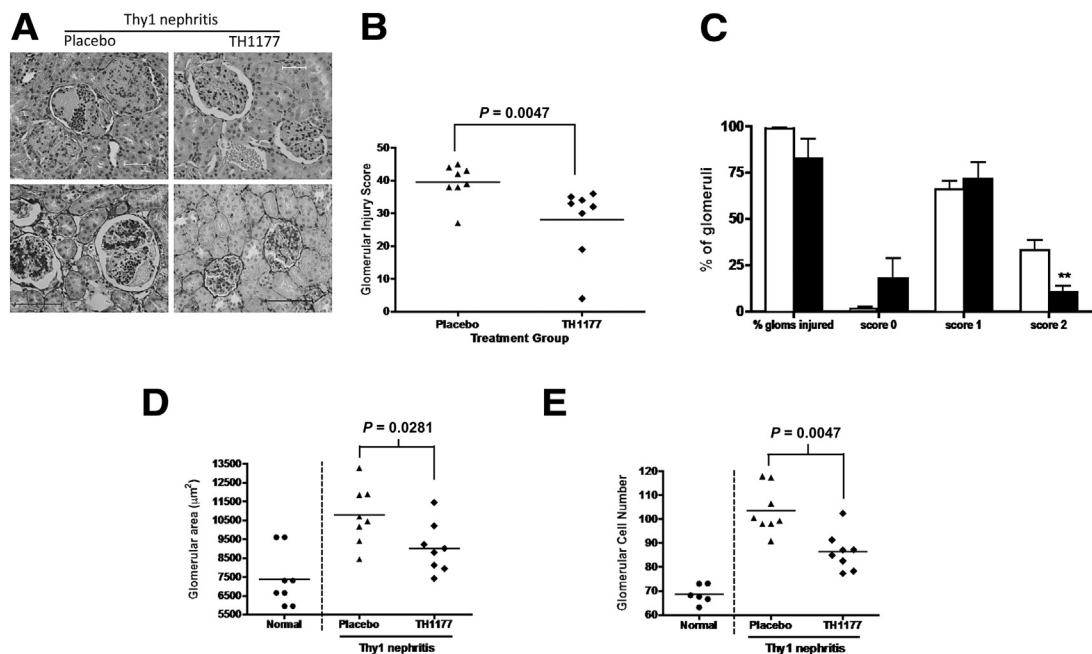 A
Thy1 nephritis
Placebo TH1177
B
P = 0.0047
Glomerular Injury Score
50
40
30
20
10
0
Placebo TH1177
Treatment Group
C
% of glomeruli
100
75
50
25
0
**
% gloms injured score 0 score 1 score 2
D
P = 0.0281
Glomerular area (μm²)
13500
12500
11500
10500
9500
8500
7500
6500
5500
Normal Placebo TH1177
Thy1 nephritis
E
P = 0.0047
Glomerular Cell Number
120
110
100
90
80
70
60
Normal Placebo TH1177
Thy1 nephritis